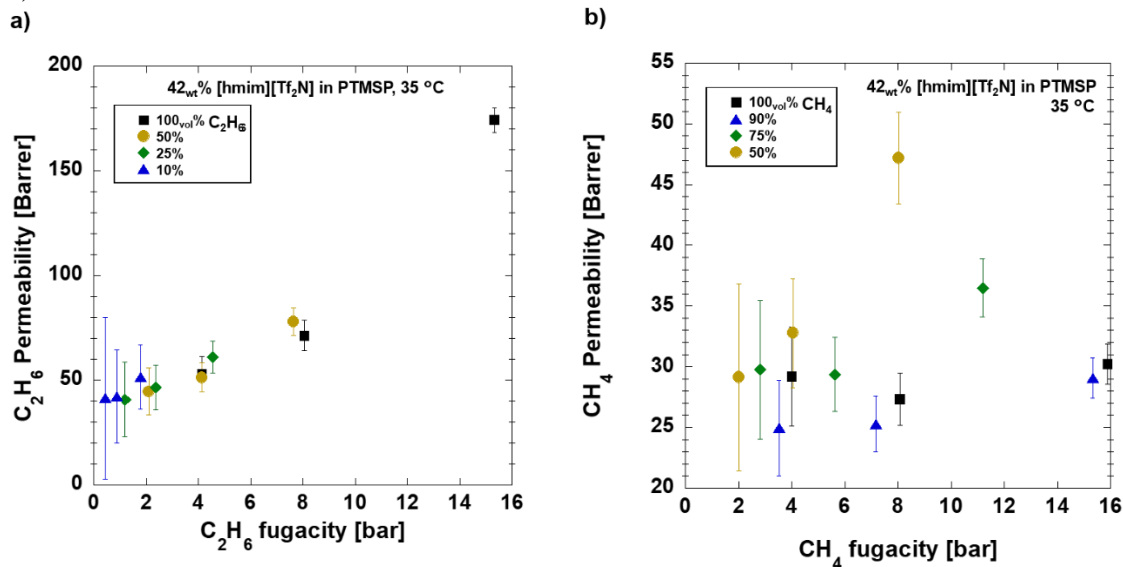 a)
200
150
100
50
0
0 2 4 6 8 10 12 14 16
C₂H₆ Permeability [Barrer]
C₂H₆ fugacity [bar]
42wt% [hmim][Tf₂N] in PTMSP, 35 °C
100vol% C₂H₆
50%
25%
10%
b)
55
50
45
40
35
30
25
20
0 2 4 6 8 10 12 14 16
CH₄ Permeability [Barrer]
CH₄ fugacity [bar]
42wt% [hmim][Tf₂N] in PTMSP
35 °C
100vol% CH₄
90%
75%
50%